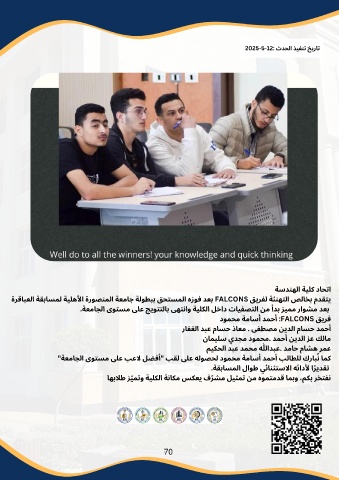 تاريخ تنفيذ الحدث :12-5-2025
Well do to all the winners! your knowledge and quick thinking
اتحاد كلية الهندسة
يتقدم بخالص التهنئة لفريق FALCONS بعد فوزه المستحق ببطولة جامعة المنصورة الأهلية لمسابقة العباقرة
بعد مشوار مميز بدأ من التصفيات داخل الكلية وانتهى بالتتويج على مستوى الجامعة.
فريق FALCONS: أحمد أسامة محمود
أحمد حسام الدين مصطفى . معاذ حسام عبد الغفار
مالك عز الدين أحمد .محمود مجدي سليمان
عمر هشام حامد .عبدالله محمد عبد الحكيم
كما نُبارك للطالب أحمد أسامة محمود لحصوله على لقب "أفضل لاعب على مستوى الجامعة"
تقديرًا لأدائه الاستثنائي طوال المسابقة.
نفتخر بكم، وبما قدمتموه من تمثيل مشرّف يعكس مكانة الكلية وتميّز طلابها
70